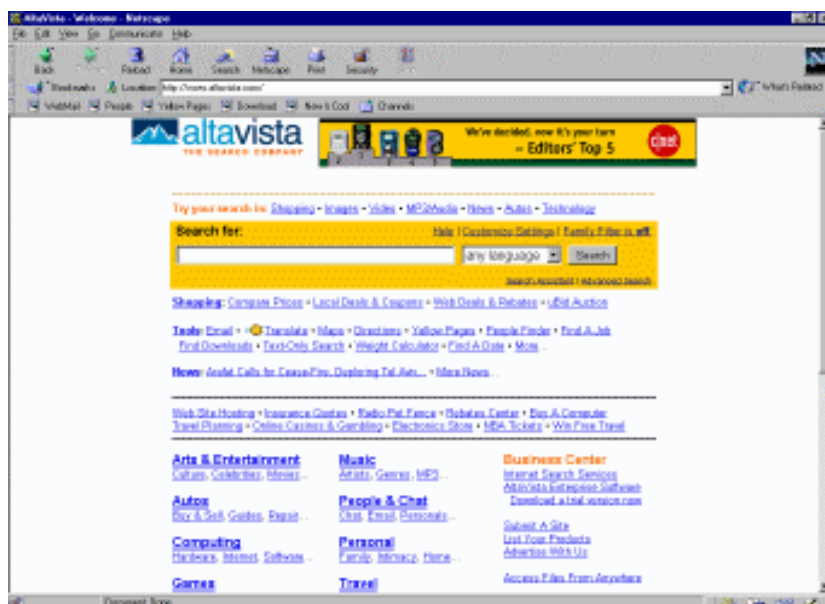 AltaVista - Welcome - Netscape
File Edit View Go Communicator Help
Back Reload Home Search Netscape Print Security
Bookmarks Location http://www.altavista.com/ What's Related
WebMail People Yellow Pages Download New & Cool Channels
altavista
THE SEARCH COMPANY
We've decided, now it's your turn
– Editors' Top 5
cnet
Try your search in: Shopping • Images • Video • MP3/Audio • News • Autos • Technology
Search for: Help | Customize Settings | Family Filter is off
any language Search
Search Assistant | Advanced Search
Shopping: Compare Prices • Local Deals & Coupons • Web Deals & Rebates • uBid Auction
Tools: Email • Translate • Maps • Directions • Yellow Pages • People Finder • Find A Job
Find Downloads • Text-Only Search • Weight Calculator • Find A Date • More...
News: Arafat Calls for Cease-Fire, Deploring Tel Aviv... • More News...
Web Site Hosting • Insurance Quotes • Radio Pet Fence • Rebates Center • Buy A Computer
Travel Planning • Online Casinos & Gambling • Electronics Store • NBA Tickets • Win Free Travel
Arts & Entertainment
Culture, Celebrities, Movies...
Autos
Buy & Sell, Guides, Repair...
Computing
Hardware, Internet, Software...
Games
Music
Artists, Genres, MP3...
People & Chat
Chat, Email, Personals...
Personal
Family, Intimacy, Home...
Travel
Business Center
Internet Search Services
AltaVista Enterprise Software
Download a trial version now
Submit A Site
List Your Products
Advertise With Us
Access Files From Anywhere
Document: Done